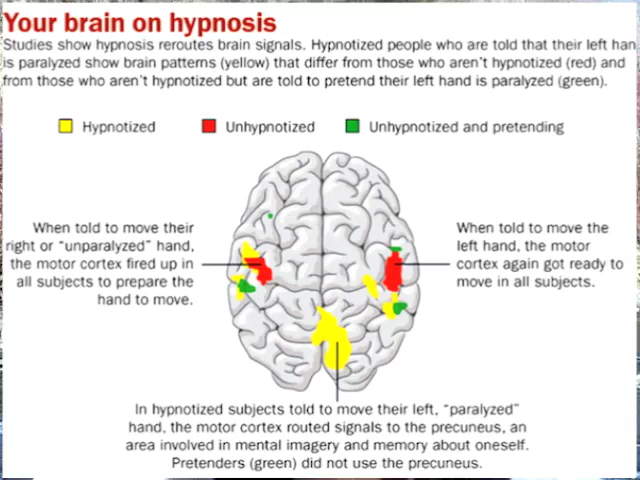 Your brain on hypnosis
Studies show hypnosis reroutes brain signals. Hypnotized people who are told that their left han
is paralyzed show brain patterns (yellow) that differ from those who aren't hypnotized (red) and
from those who aren't hypnotized but are told to pretend their left hand is paralyzed (green).
Hypnotized Unhypnotized Unhypnotized and pretending
When told to move their
right or “unparalyzed” hand,
the motor cortex fired up in
all subjects to prepare the
hand to move.
When told to move the
left hand, the motor
cortex again got ready to
move in all subjects.
In hypnotized subjects told to move their left, “paralyzed”
hand, the motor cortex routed signals to the precuneus, an
area involved in mental imagery and memory about oneself.
Pretenders (green) did not use the precuneus.